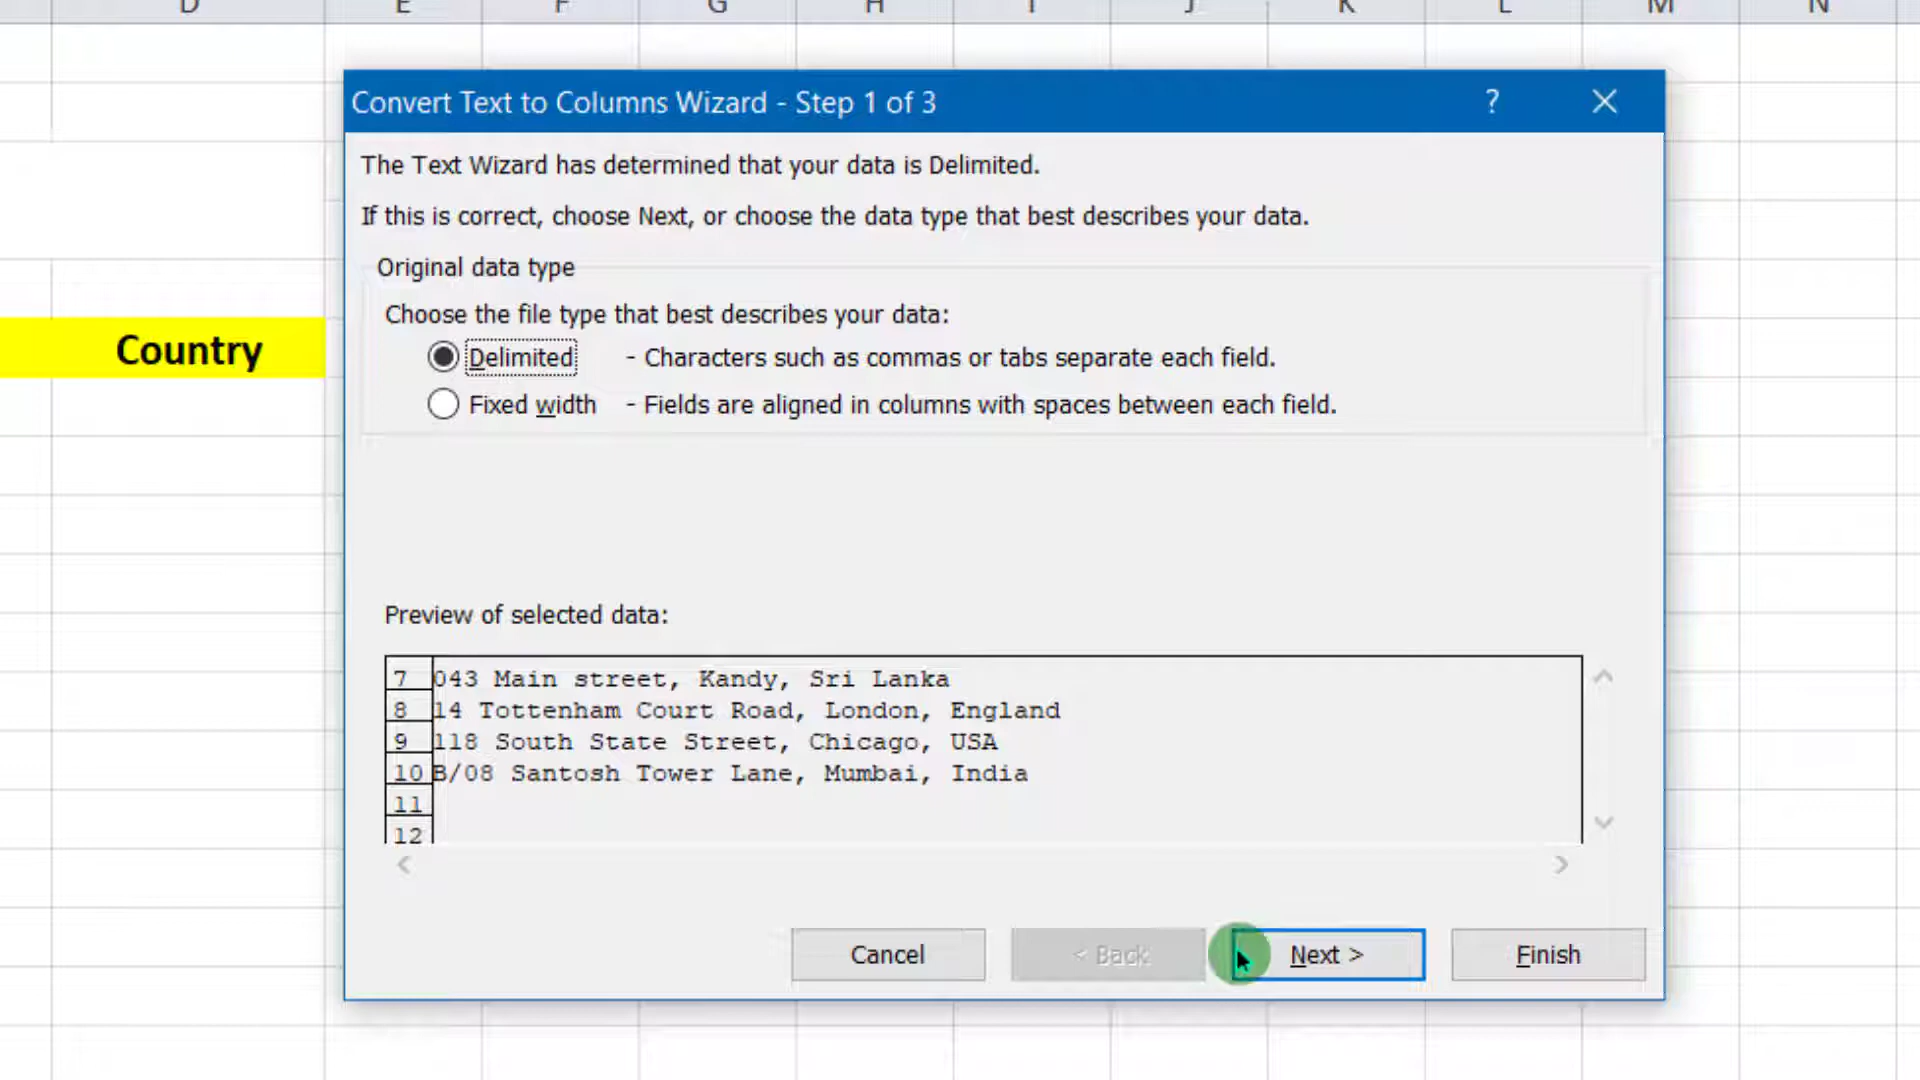 D E F G H I J K L M N
Convert Text to Columns Wizard - Step 1 of 3 ?
The Text Wizard has determined that your data is Delimited.
If this is correct, choose Next, or choose the data type that best describes your data.
Original data type
Choose the file type that best describes your data:
Country
Delimited - Characters such as commas or tabs separate each field.
Fixed width - Fields are aligned in columns with spaces between each field.
Preview of selected data:
7 043 Main street, Kandy, Sri Lanka
8 14 Tottenham Court Road, London, England
9 118 South State Street, Chicago, USA
10 B/08 Santosh Tower Lane, Mumbai, India
11
12
Cancel < Back Next > Finish